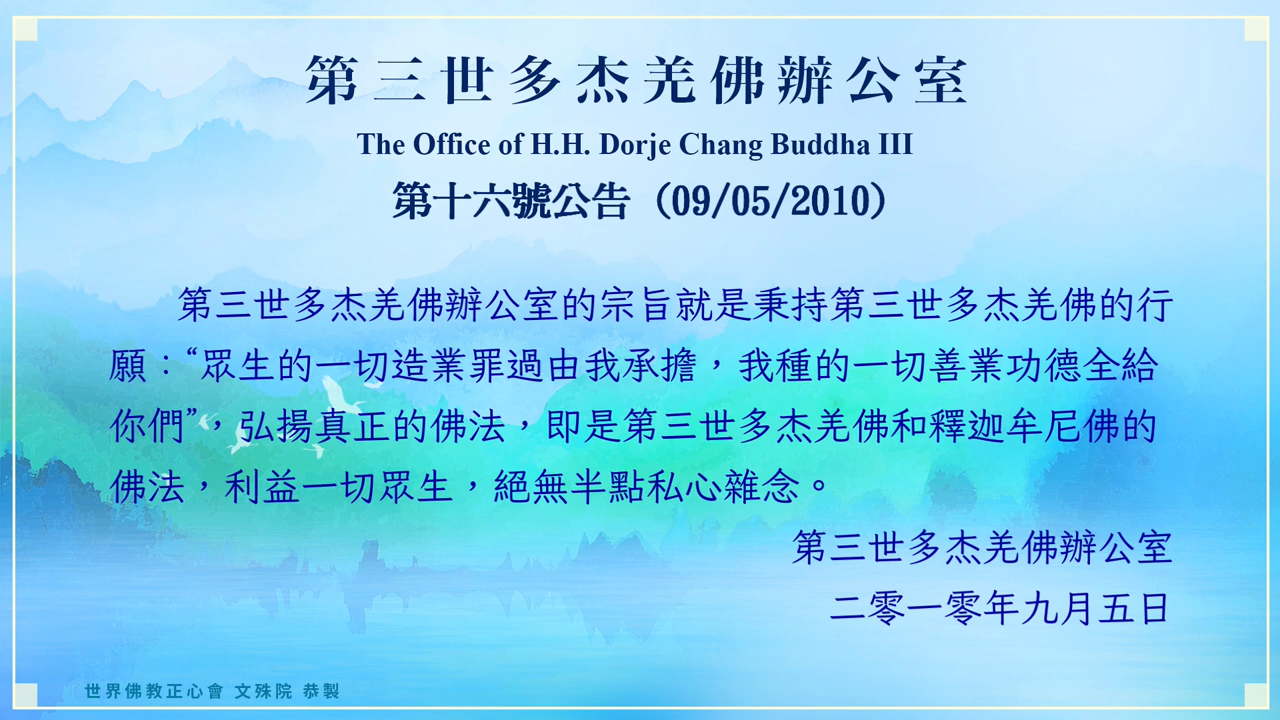 第三世多杰羌佛辦公室
The Office of H.H. Dorje Chang Buddha III
第十六號公告（09/05/2010）
第三世多杰羌佛辦公室的宗旨就是秉持第三世多杰羌佛的行
願：“眾生的一切造業罪過由我承擔，我種的一切善業功德全給
你們”，弘揚真正的佛法，即是第三世多杰羌佛和釋迦牟尼佛的
佛法，利益一切眾生，絕無半點私心雜念。
第三世多杰羌佛辦公室
二零一零年九月五日
世界佛教正心會 文殊院 恭製